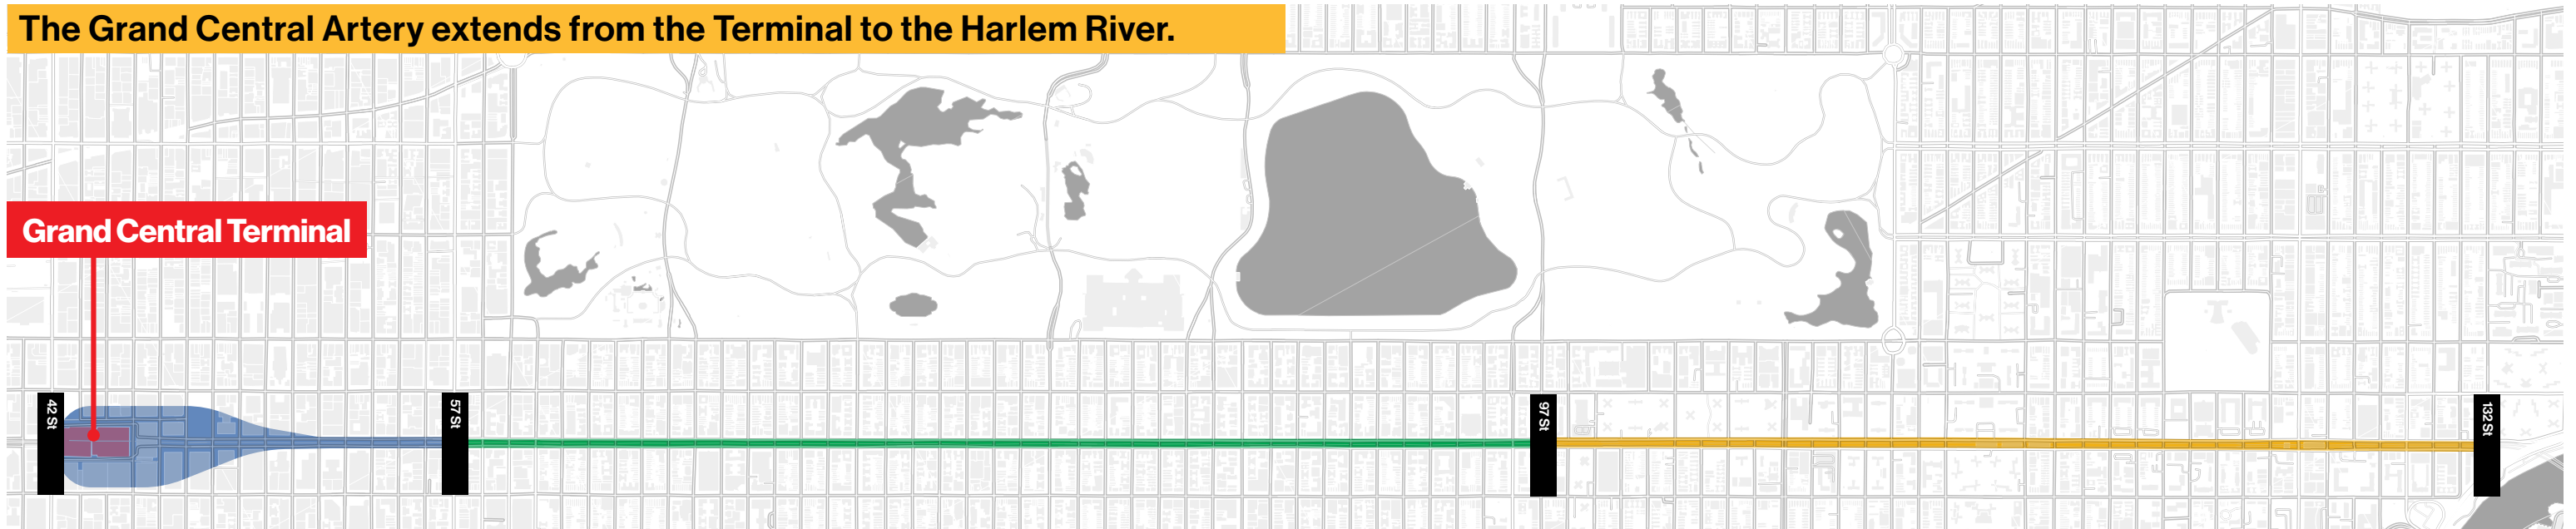 The Grand Central Artery extends from the Terminal to the Harlem River.
Grand Central Terminal
42 St
57 St
97 St
132 St